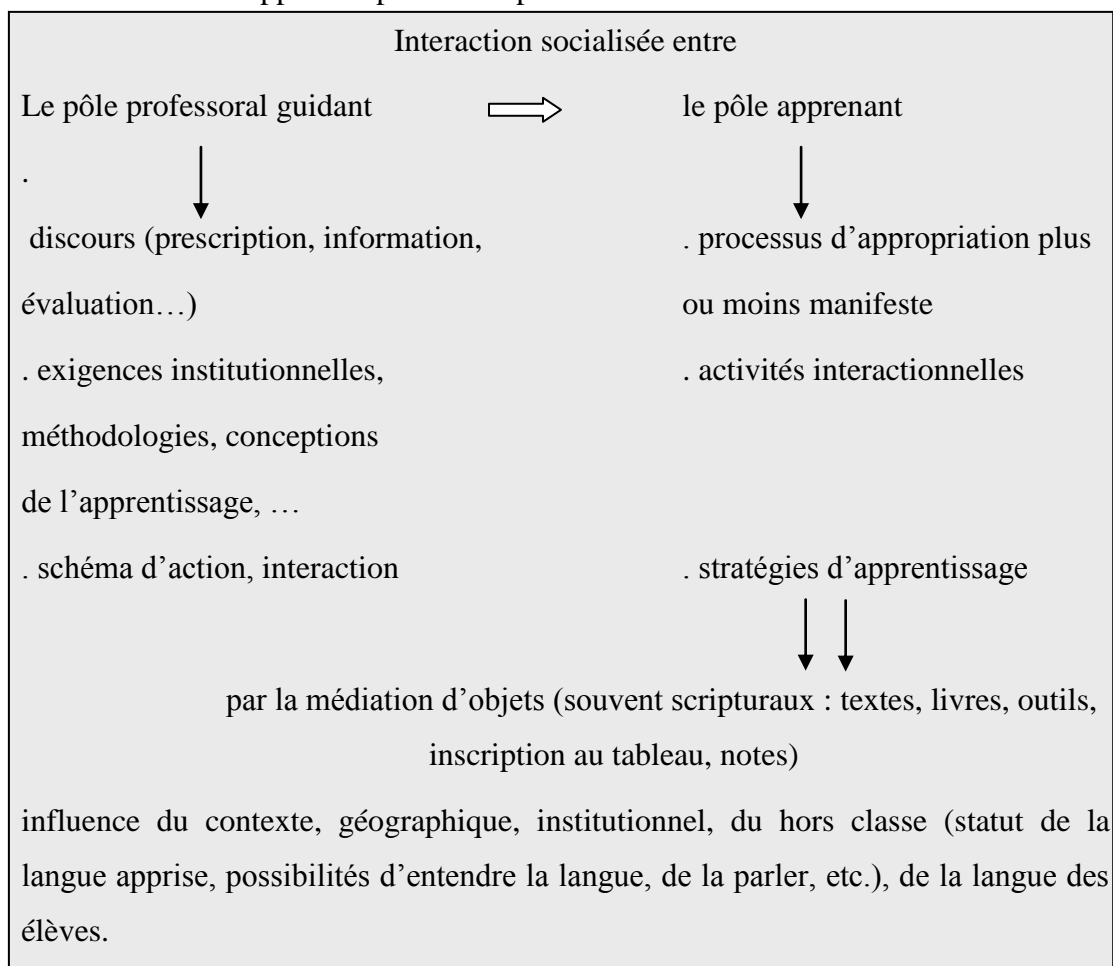 Interaction socialisée entre
Le pôle professoral guidant le pôle apprenant
.
discours (prescription, information, . processus d’appropriation plus
évaluation…) ou moins manifeste
. exigences institutionnelles, . activités interactionnelles
méthodologies, conceptions
de l’apprentissage, …
. schéma d’action, interaction . stratégies d’apprentissage
par la médiation d’objets (souvent scripturaux : textes, livres, outils,
inscription au tableau, notes)
influence du contexte, géographique, institutionnel, du hors classe (statut de la
langue apprise, possibilités d’entendre la langue, de la parler, etc.), de la langue des
élèves.